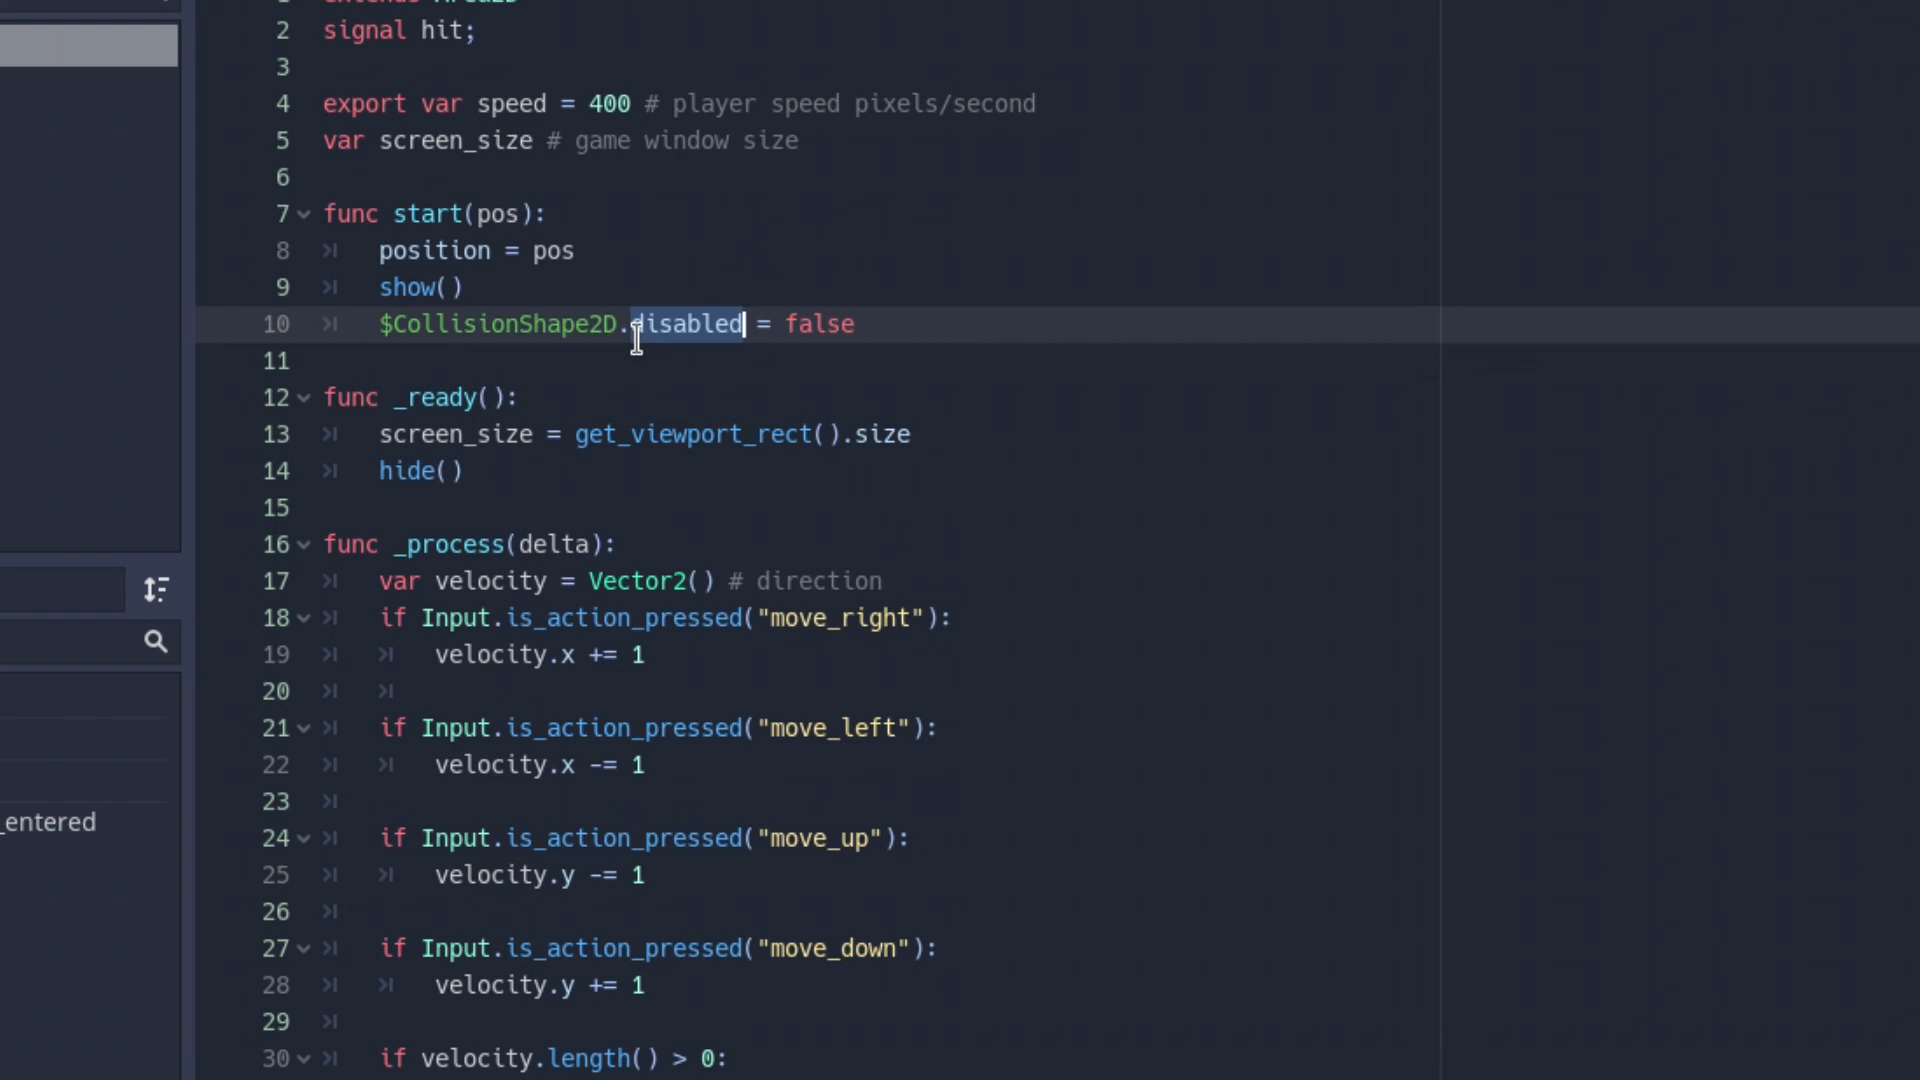 1 extends Area2D
2 signal hit;
3
4 export var speed = 400 # player speed pixels/second
5 var screen_size # game window size
6
7 func start(pos):
8 position = pos
9 show()
10 $CollisionShape2D.disabled = false
11
12 func _ready():
13 screen_size = get_viewport_rect().size
14 hide()
15
16 func _process(delta):
17 var velocity = Vector2() # direction
18 if Input.is_action_pressed("move_right"):
19 velocity.x += 1
20
21 if Input.is_action_pressed("move_left"):
22 velocity.x -= 1
23
_entered
24 if Input.is_action_pressed("move_up"):
25 velocity.y -= 1
26
27 if Input.is_action_pressed("move_down"):
28 velocity.y += 1
29
30 if velocity.length() > 0: